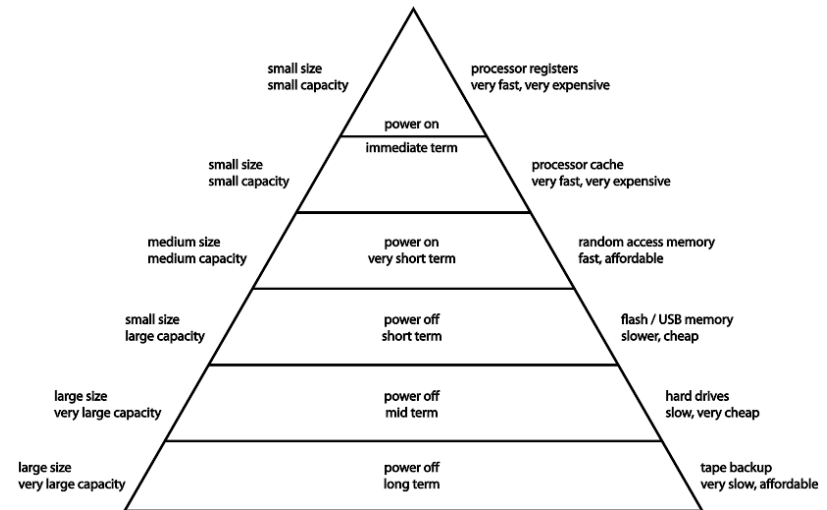 small size
small capacity
processor registers
very fast, very expensive
power on
immediate term
small size
small capacity
processor cache
very fast, very expensive
medium size
medium capacity
power on
very short term
random access memory
fast, affordable
small size
large capacity
power off
short term
flash / USB memory
slower, cheap
large size
very large capacity
power off
mid term
hard drives
slow, very cheap
large size
very large capacity
power off
long term
tape backup
very slow, affordable